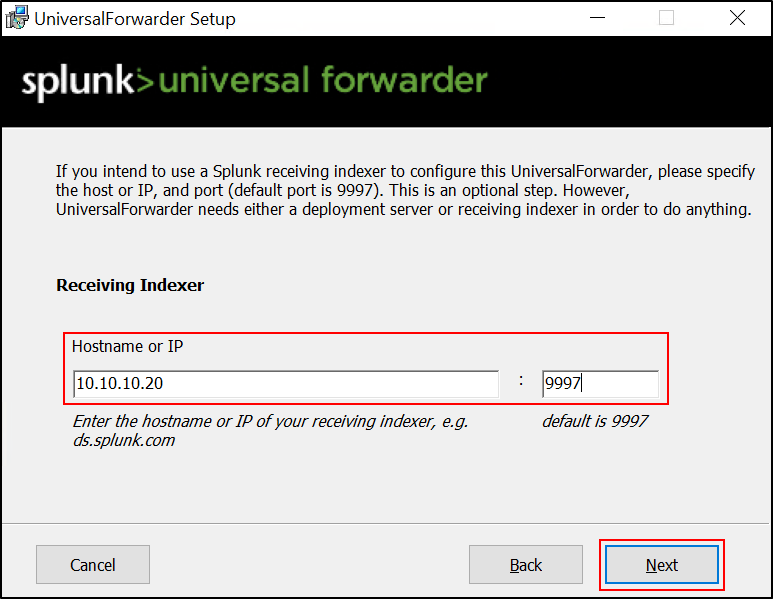 UniversalForwarder Setup
splunk>universal forwarder
If you intend to use a Splunk receiving indexer to configure this UniversalForwarder, please specify
the host or IP, and port (default port is 9997). This is an optional step. However,
UniversalForwarder needs either a deployment server or receiving indexer in order to do anything.
Receiving Indexer
Hostname or IP
10.10.10.20 : 9997
Enter the hostname or IP of your receiving indexer, e.g. default is 9997
ds.splunk.com
Cancel Back Next